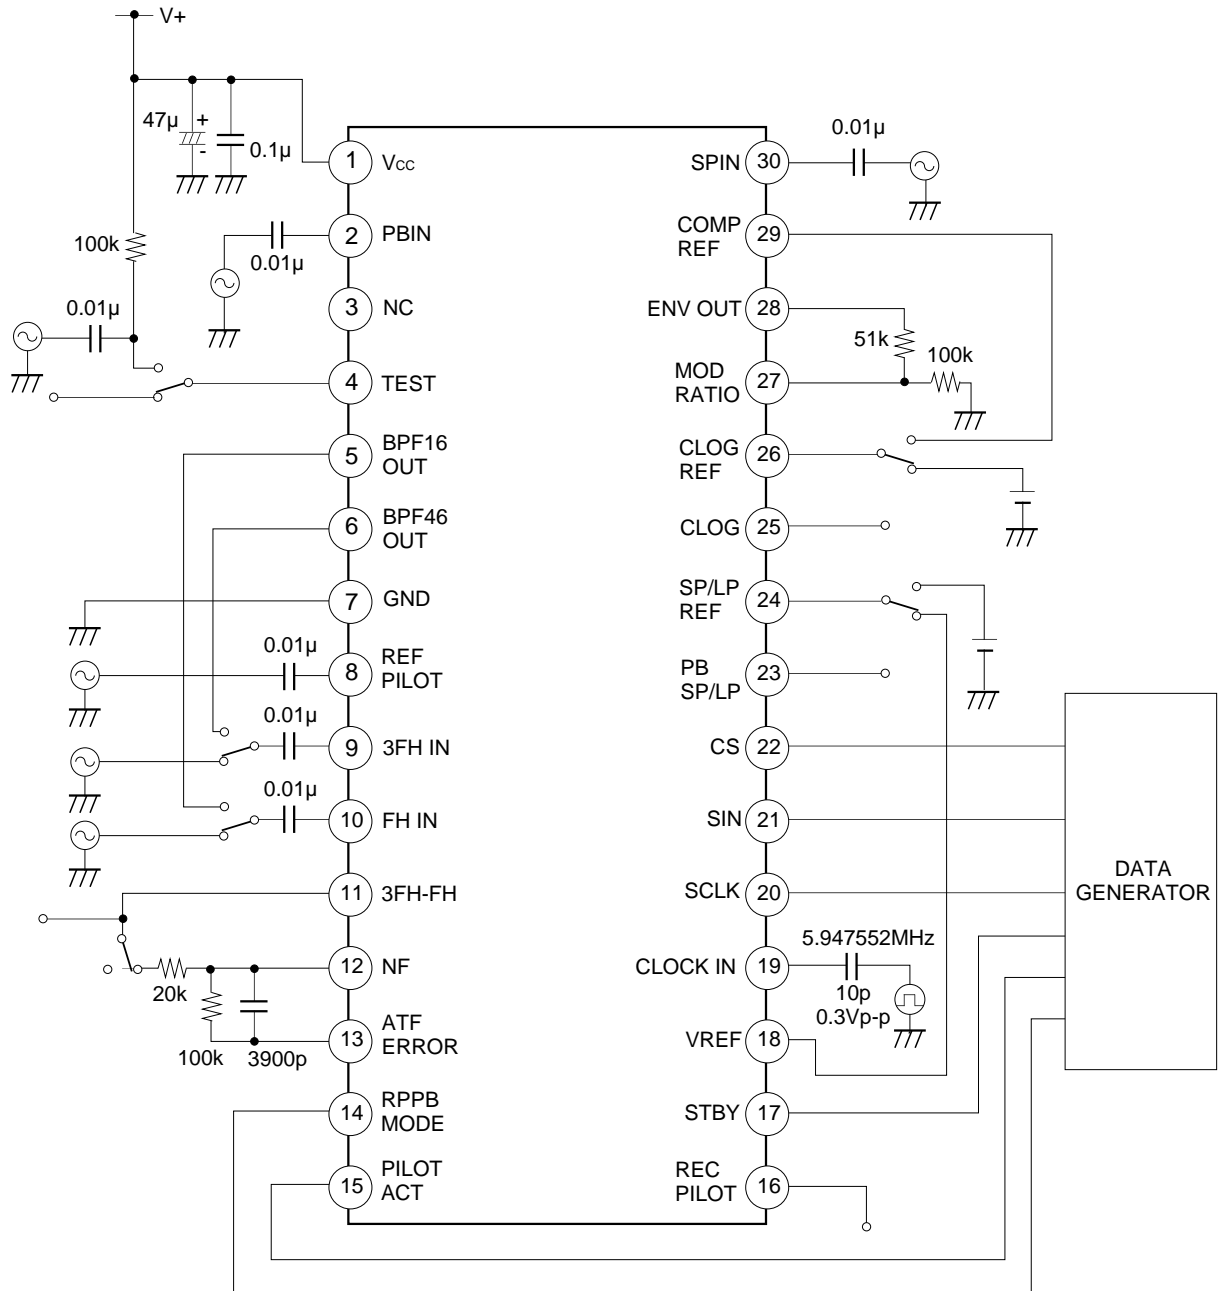 V+
47µ
+
-
0.1µ
100k
0.01µ
0.01µ
1
VCC
2
PBIN
3
NC
4
TEST
5
BPF16
OUT
6
BPF46
OUT
7
GND
0.01µ
8
REF
PILOT
0.01µ
9
3FH IN
0.01µ
10
FH IN
11
3FH-FH
12
NF
20k
100k
3900p
13
ATF
ERROR
14
RPPB
MODE
15
PILOT
ACT
SPIN
30
0.01µ
COMP
REF
29
ENV OUT
28
51k
100k
MOD
RATIO
27
CLOG
REF
26
CLOG
25
SP/LP
REF
24
PB
SP/LP
23
CS
22
SIN
21
SCLK
20
DATA
GENERATOR
5.947552MHz
CLOCK IN
19
10p
0.3Vp-p
VREF
18
STBY
17
REC
PILOT
16